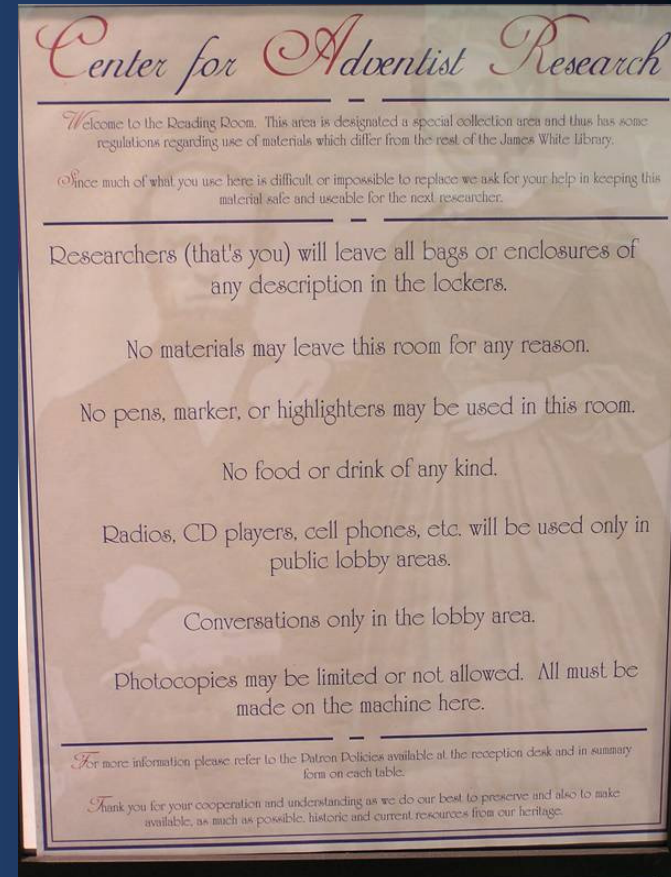 Center for Adventist Research
Welcome to the Reading Room. This area is designated a special collection area and thus has some
regulations regarding use of materials which differ from the rest of the James White Library.
Since much of what you use here is difficult or impossible to replace we ask for your help in keeping this
material safe and useable for the next researcher.
Researchers (that's you) will leave all bags or enclosures of
any description in the lockers.
No materials may leave this room for any reason.
No pens, marker, or highlighters may be used in this room.
No food or drink of any kind.
Radios, CD players, cell phones, etc. will be used only in
public lobby areas.
Conversations only in the lobby area.
Photocopies may be limited or not allowed. All must be
made on the machine here.
For more information please refer to the Patron Policies available at the reception desk and in summary
form on each table.
Thank you for your cooperation and understanding as we do our best to preserve and also to make
available, as much as possible, historic and current resources from our heritage.